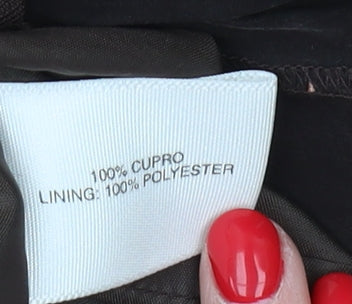 100% CUPRO
LINING: 100% POLYESTER